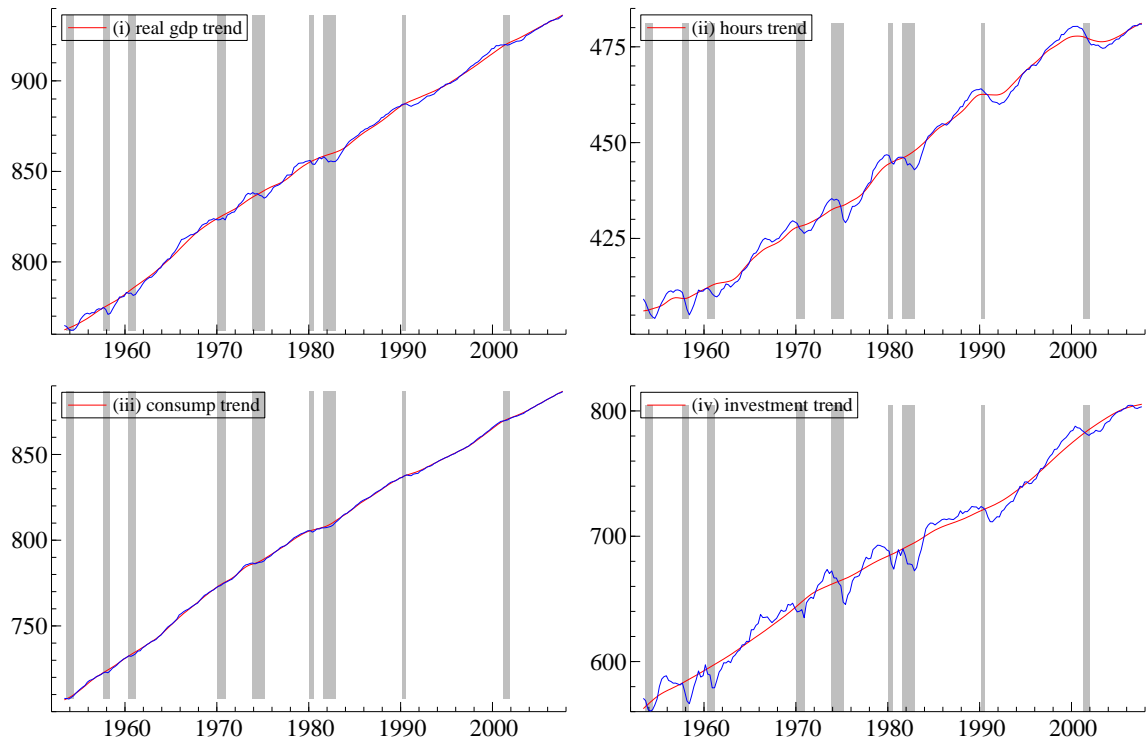 (i) real gdp trend
900
850
800
1960 1970 1980 1990 2000
(ii) hours trend
475
450
425
1960 1970 1980 1990 2000
(iii) consump trend
850
800
750
1960 1970 1980 1990 2000
(iv) investment trend
800
700
600
1960 1970 1980 1990 2000